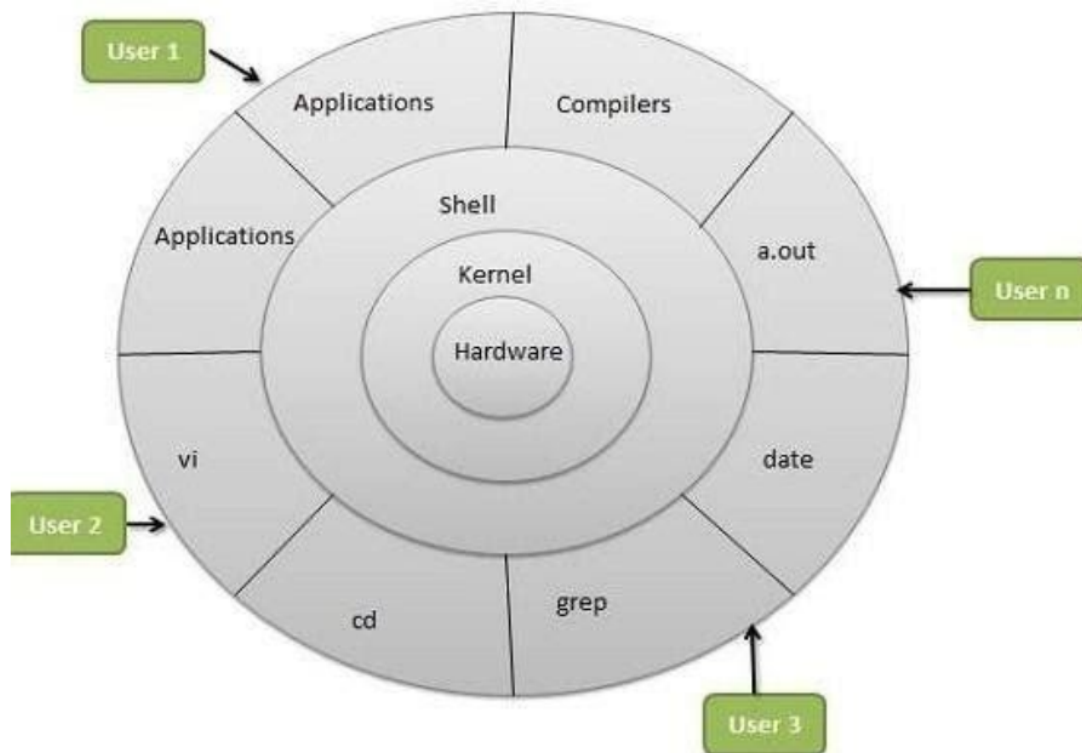 User 1
Applications
Compilers
Shell
Applications
a.out
Kernel
User n
Hardware
vi
date
User 2
grep
cd
User 3